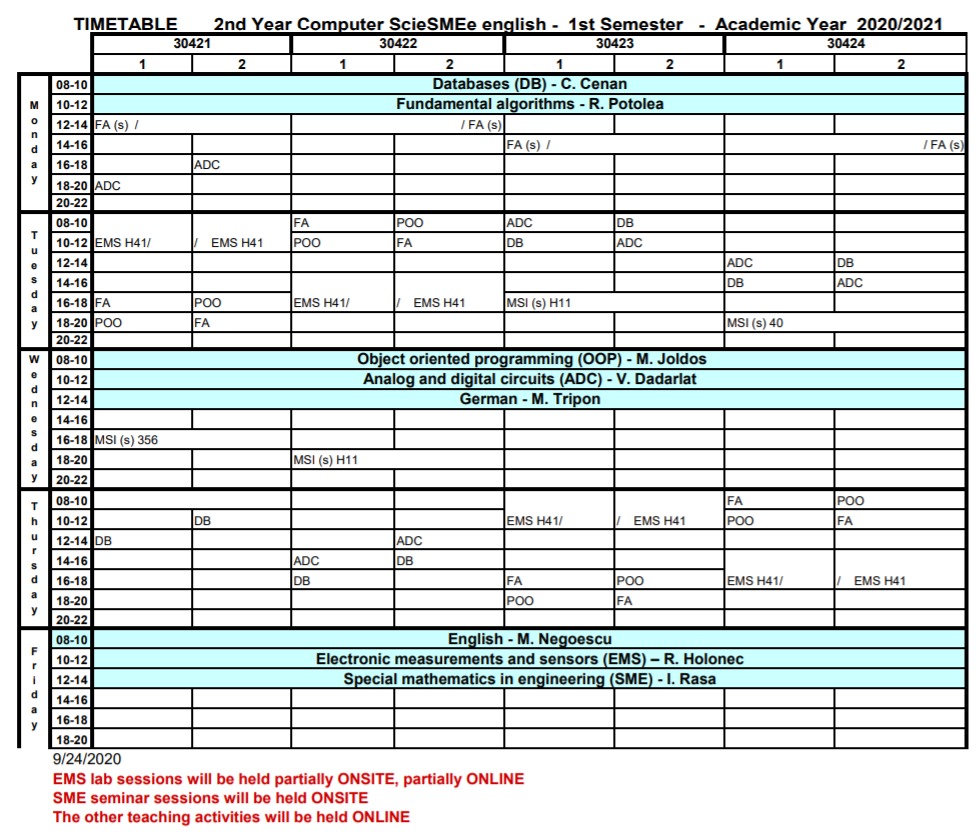 TIMETABLE 2nd Year Computer ScieSMEe english - 1st Semester - Academic Year 2020/2021
30421 30422 30423 30424
1 2 1 2 1 2 1 2
Monday
08-10 Databases (DB) - C. Cenan
10-12 Fundamental algorithms - R. Potolea
12-14 FA (s) / / FA (s)
14-16 FA (s) / / FA (s)
16-18 ADC
18-20 ADC
20-22
Tuesday
08-10 FA POO ADC DB
10-12 EMS H41/ / EMS H41 POO FA DB ADC
12-14 ADC DB
14-16 DB ADC
16-18 FA POO EMS H41/ / EMS H41 MSI (s) H11
18-20 POO FA MSI (s) 40
20-22
Wednesday
08-10 Object oriented programming (OOP) - M. Joldos
10-12 Analog and digital circuits (ADC) - V. Dadarlat
12-14 German - M. Tripon
14-16
16-18 MSI (s) 356
18-20 MSI (s) H11
20-22
Thursday
08-10 FA POO
10-12 DB EMS H41/ / EMS H41 POO FA
12-14 DB ADC
14-16 ADC DB
16-18 DB FA POO EMS H41/ / EMS H41
18-20 POO FA
20-22
Friday
08-10 English - M. Negoescu
10-12 Electronic measurements and sensors (EMS) – R. Holonec
12-14 Special mathematics in engineering (SME) - I. Rasa
14-16
16-18
18-20
9/24/2020
EMS lab sessions will be held partially ONSITE, partially ONLINE
SME seminar sessions will be held ONSITE
The other teaching activities will be held ONLINE